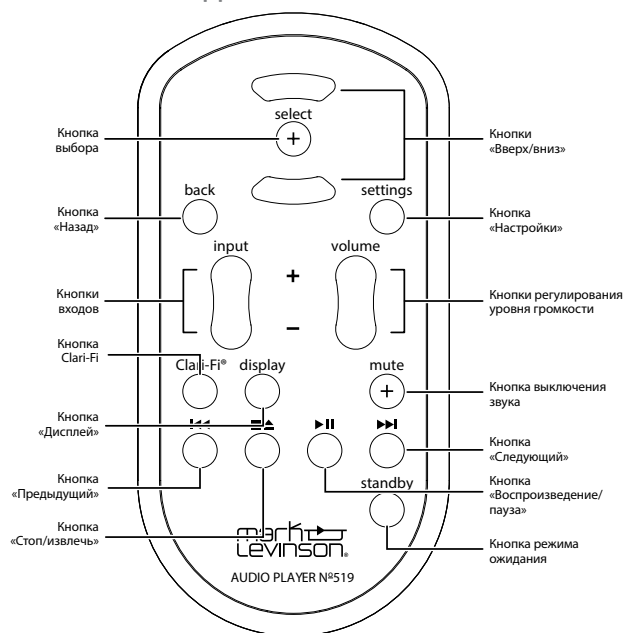 select
Кнопка
выбора
Кнопки
«Вверх/вниз»
back
settings
Кнопка
«Назад»
Кнопка
«Настройки»
input
volume
+
–
Кнопки
входов
Кнопки регулирования
уровня громкости
Кнопка
Clari-Fi
Clari-Fi®
display
mute
Кнопка выключения
звука
Кнопка
«Дисплей»
Кнопка
«Следующий»
Кнопка
«Предыдущий»
standby
Кнопка
«Воспроизведение/
пауза»
Кнопка
«Стоп/извлечь»
mark
Levinson®
Кнопка режима
ожидания
AUDIO PLAYER Nº519